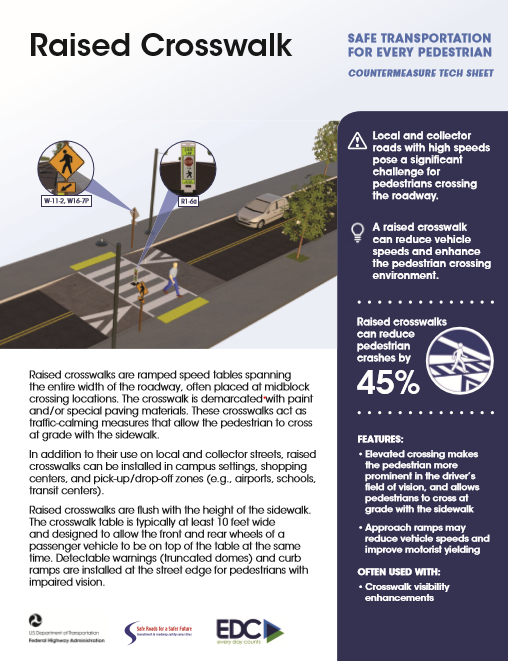 Raised Crosswalk
SAFE TRANSPORTATION
FOR EVERY PEDESTRIAN
COUNTERMEASURE TECH SHEET
W-11-2, W16-7P
R1-6a
Local and collector
roads with high speeds
pose a significant
challenge for
pedestrians crossing
the roadway.
A raised crosswalk
can reduce vehicle
speeds and enhance
the pedestrian crossing
environment.
Raised crosswalks
can reduce
pedestrian
crashes by
45%
FEATURES:
• Elevated crossing makes
the pedestrian more
prominent in the driver's
field of vision, and allows
pedestrians to cross at
grade with the sidewalk
• Approach ramps may
reduce vehicle speeds and
improve motorist yielding
OFTEN USED WITH:
• Crosswalk visibility
enhancements
Raised crosswalks are ramped speed tables spanning
the entire width of the roadway, often placed at midblock
crossing locations. The crosswalk is demarcated with paint
and/or special paving materials. These crosswalks act as
traffic-calming measures that allow the pedestrian to cross
at grade with the sidewalk.
In addition to their use on local and collector streets, raised
crosswalks can be installed in campus settings, shopping
centers, and pick-up/drop-off zones (e.g., airports, schools,
transit centers).
Raised crosswalks are flush with the height of the sidewalk.
The crosswalk table is typically at least 10 feet wide
and designed to allow the front and rear wheels of a
passenger vehicle to be on top of the table at the same
time. Detectable warnings (truncated domes) and curb
ramps are installed at the street edge for pedestrians with
impaired vision.
U.S. Department of Transportation
Federal Highway Administration
Safe Roads for a Safer Future
Investment in roadway safety saves lives
EDC
every day counts